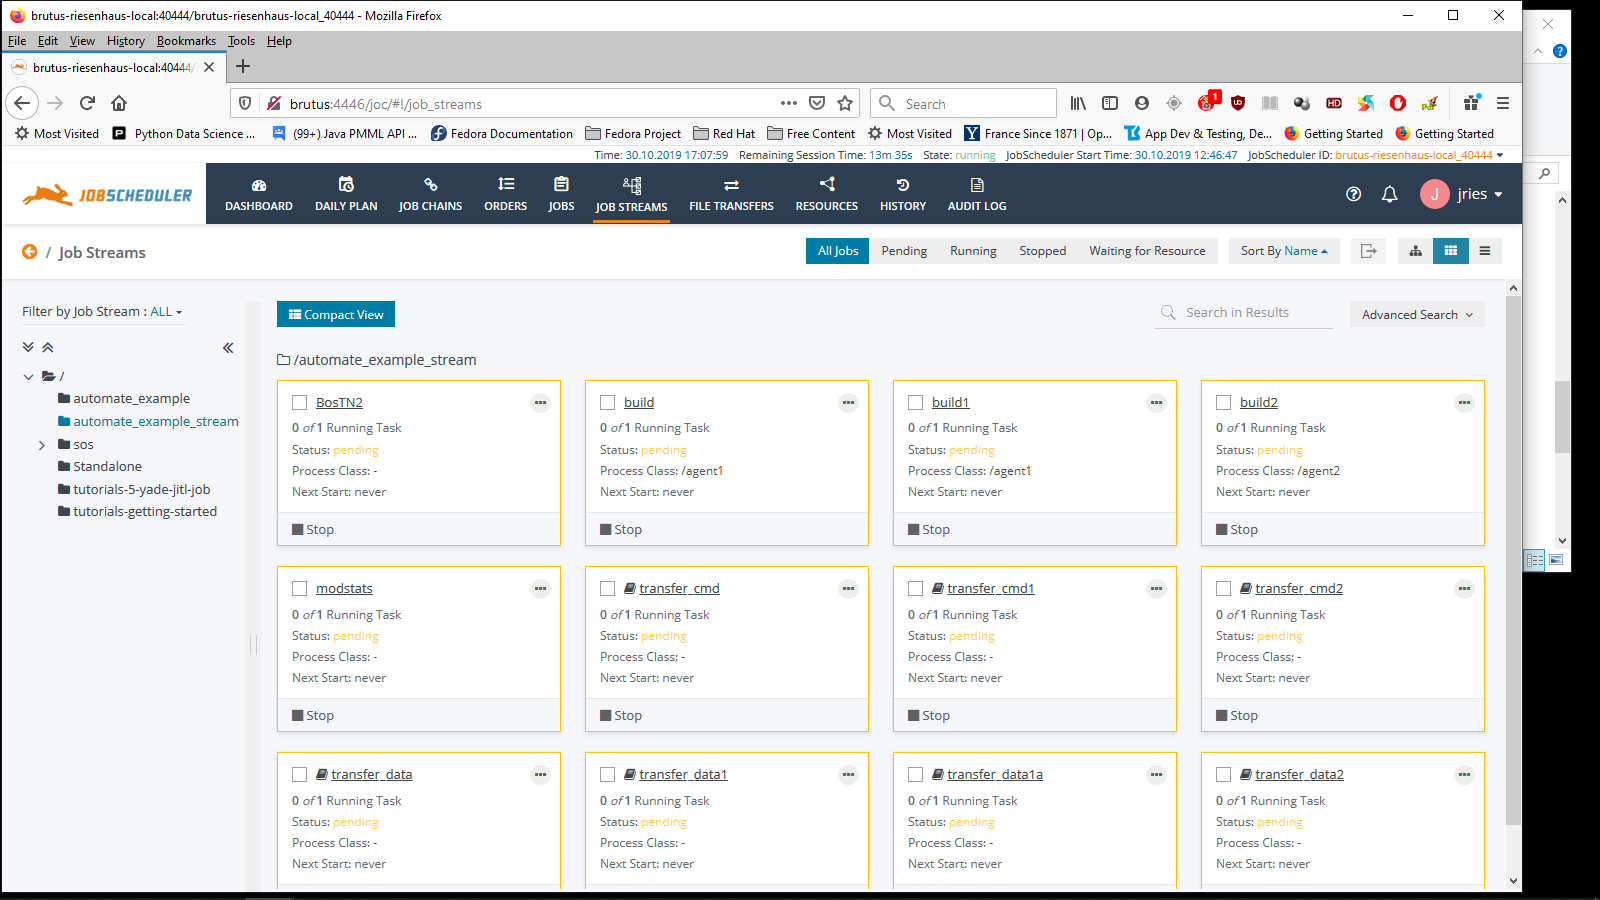 brutus-riesenhaus-local:40444/brutus-riesenhaus-local_40444 - Mozilla Firefox
File Edit View History Bookmarks Tools Help
brutus-riesenhaus-local:40444/
brutus:4446/joc/#!/job_streams
Search
1
Most Visited Python Data Science ... (99+) Java PMML API ... Fedora Documentation Fedora Project Red Hat Free Content Most Visited France Since 1871 | Op... App Dev & Testing, De... Getting Started Getting Started
Time: 30.10.2019 17:07:59 Remaining Session Time: 13m 35s State: running JobScheduler Start Time: 30.10.2019 12:46:47 JobScheduler ID: brutus-riesenhaus-local_40444
JOBSCHEDULER
DASHBOARD DAILY PLAN JOB CHAINS ORDERS JOBS JOB STREAMS FILE TRANSFERS RESOURCES HISTORY AUDIT LOG
J jries
/ Job Streams
All Jobs Pending Running Stopped Waiting for Resource Sort By Name
Filter by Job Stream : ALL
Compact View
Search in Results
Advanced Search
/
automate_example
automate_example_stream
sos
Standalone
tutorials-5-yade-jitl-job
tutorials-getting-started
/automate_example_stream
BosTN2
0 of 1 Running Task
Status: pending
Process Class: -
Next Start: never
Stop
build
0 of 1 Running Task
Status: pending
Process Class: /agent1
Next Start: never
Stop
build1
0 of 1 Running Task
Status: pending
Process Class: /agent1
Next Start: never
Stop
build2
0 of 1 Running Task
Status: pending
Process Class: /agent2
Next Start: never
Stop
modstats
0 of 1 Running Task
Status: pending
Process Class: -
Next Start: never
Stop
transfer_cmd
0 of 1 Running Task
Status: pending
Process Class: -
Next Start: never
Stop
transfer_cmd1
0 of 1 Running Task
Status: pending
Process Class: -
Next Start: never
Stop
transfer_cmd2
0 of 1 Running Task
Status: pending
Process Class: -
Next Start: never
Stop
transfer_data
0 of 1 Running Task
Status: pending
Process Class: -
Next Start: never
transfer_data1
0 of 1 Running Task
Status: pending
Process Class: -
Next Start: never
transfer_data1a
0 of 1 Running Task
Status: pending
Process Class: -
Next Start: never
transfer_data2
0 of 1 Running Task
Status: pending
Process Class: -
Next Start: never